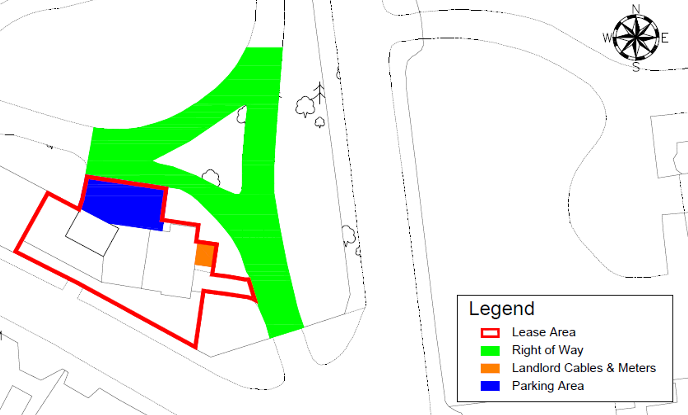 N
W
E
S
Legend
Lease Area
Right of Way
Landlord Cables & Meters
Parking Area